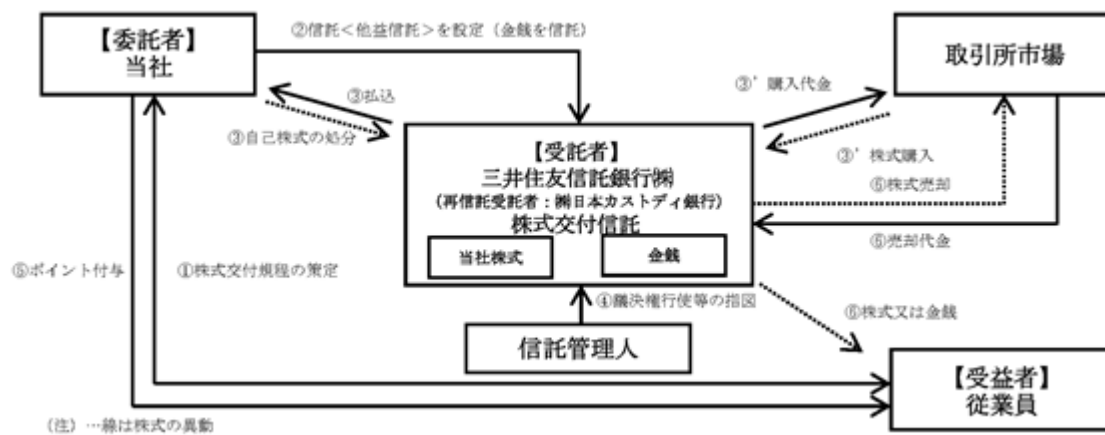 【委託者】
当社
②信託＜他益信託＞を設定（金銭を信託）
取引所市場
③払込
③自己株式の処分
③’購入代金
③’株式購入
【受託者】
三井住友信託銀行㈱
(再信託受託者：㈱日本カストディ銀行)
株式交付信託
当社株式
金銭
⑥株式売却
⑥売却代金
⑤ポイント付与
①株式交付規程の策定
④議決権行使等の指図
⑥株式又は金銭
信託管理人
【受益者】
従業員
（注）…線は株式の異動